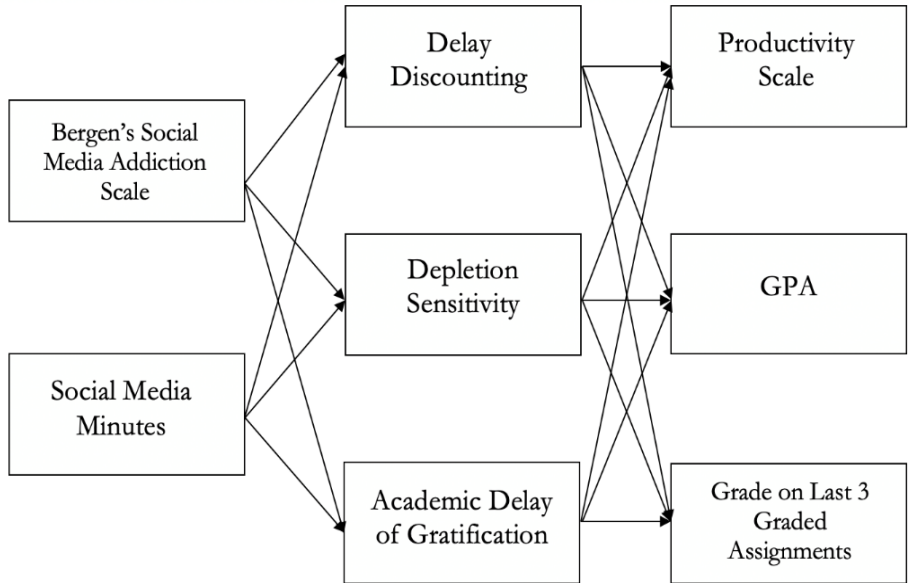 Delay
Discounting
Productivity
Scale
Bergen's Social
Media Addiction
Scale
Depletion
Sensitivity
GPA
Social Media
Minutes
Academic Delay
of Gratification
Grade on Last 3
Graded
Assignments